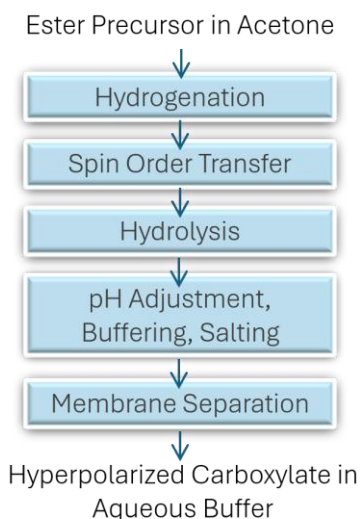 Ester Precursor in Acetone
Hydrogenation
Spin Order Transfer
Hydrolysis
pH Adjustment,
Buffering, Salting
Membrane Separation
Hyperpolarized Carboxylate in
Aqueous Buffer